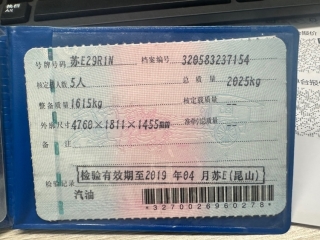 号牌号码 苏E29R1N 档案编号 320583237154
核定载人数 5人 总质量 2025kg
整备质量 1615kg 核定载质量 --
外廓尺寸 4760×1811×1455mm 准牵引总质量 --
备注
检验记录 检验有效期至2019 年04 月苏E(昆山)
汽油
*3270026960278*